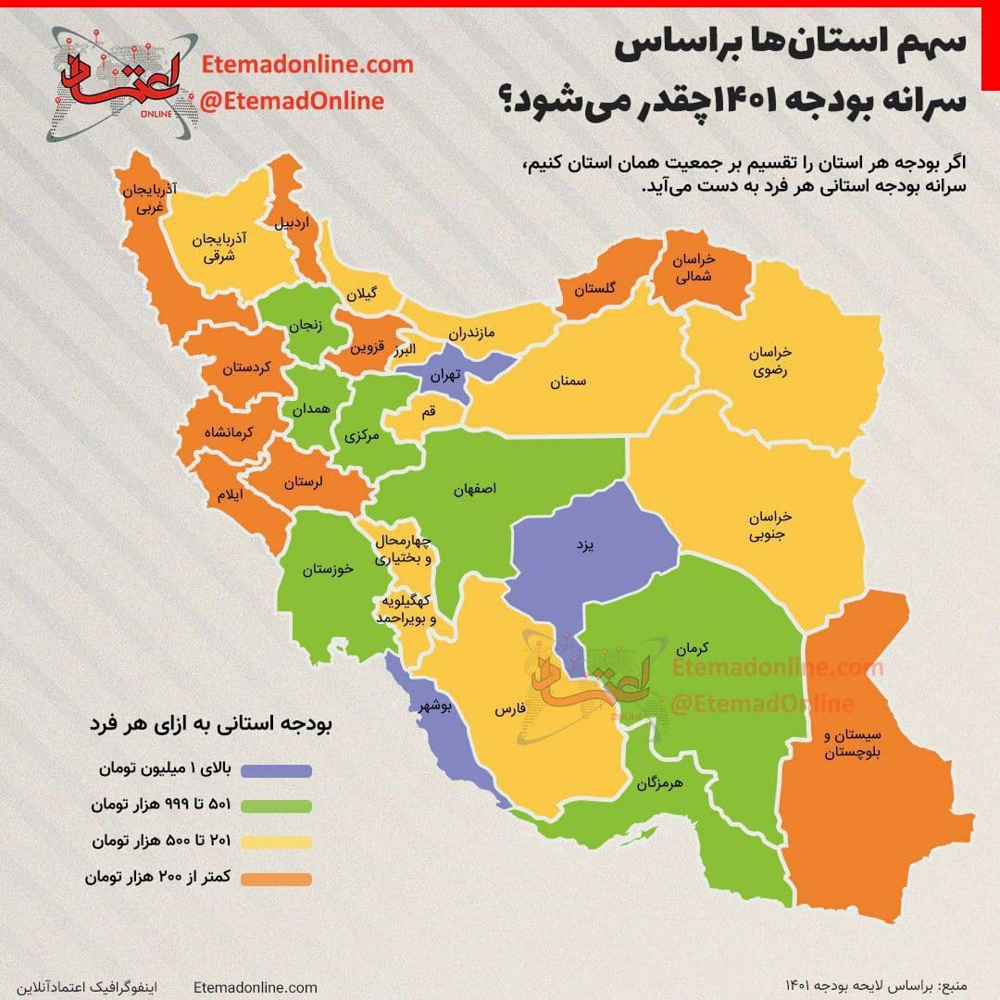 سهم استان‌ها براساس
سرانه بودجه ۱۴۰۱چقدر می‌شود؟
اگر بودجه هر استان را تقسیم بر جمعیت همان استان کنیم،
سرانه بودجه استانی هر فرد به دست می‌آید.
اعتماد
ONLINE
Etemadonline.com
@EtemadOnline
آذربایجان
غربی
آذربایجان
شرقی
اردبیل
گیلان
زنجان
کردستان
قزوین
البرز
مازندران
تهران
گلستان
خراسان
شمالی
خراسان
رضوی
سمنان
قم
همدان
مرکزی
کرمانشاه
لرستان
ایلام
اصفهان
خوزستان
چهارمحال
و بختیاری
کهگیلویه
و بویراحمد
یزد
خراسان
جنوبی
کرمان
فارس
بوشهر
هرمزگان
سیستان و
بلوچستان
اعتماد
ONLINE
Etemadonline.com
@EtemadOnline
بودجه استانی به ازای هر فرد
بالای ۱ میلیون تومان
۵۰۱ تا ۹۹۹ هزار تومان
۲۰۱ تا ۵۰۰ هزار تومان
کمتر از ۲۰۰ هزار تومان
منبع: براساس لایحه بودجه ۱۴۰۱
Etemadonline.com
اینفوگرافیک اعتمادآنلاین